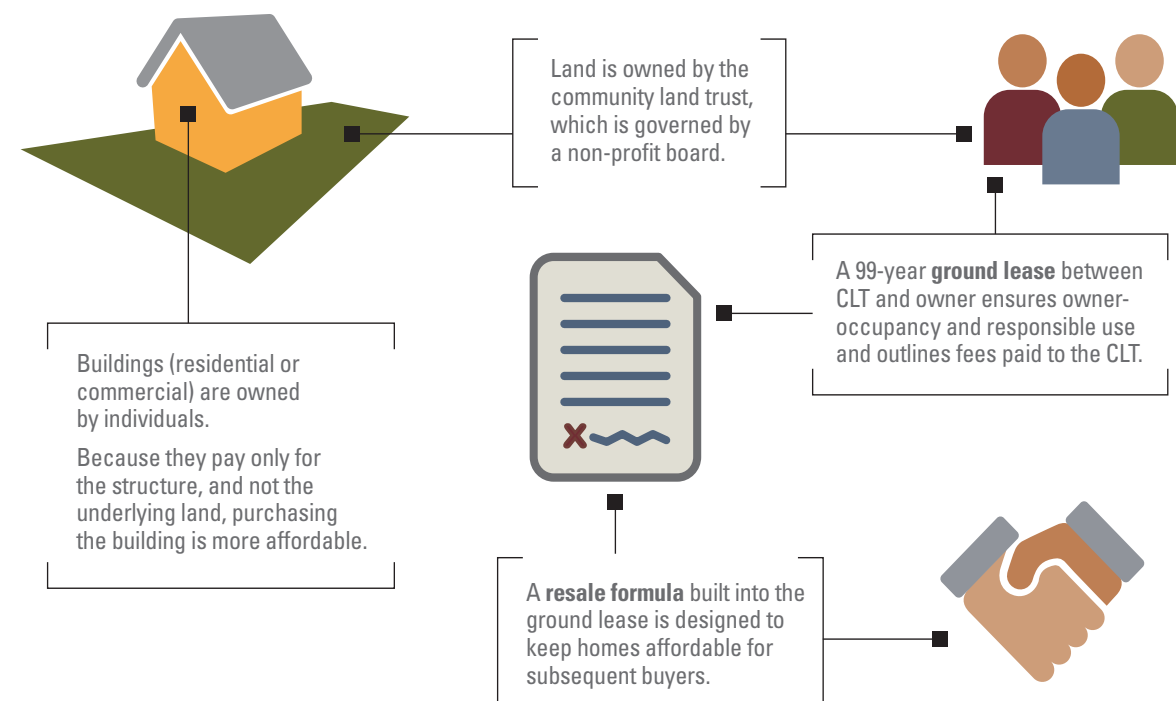 Land is owned by the
community land trust,
which is governed by
a non-profit board.
A 99-year ground lease between
CLT and owner ensures owner-
occupancy and responsible use
and outlines fees paid to the CLT.
Buildings (residential or
commercial) are owned
by individuals.
Because they pay only for
the structure, and not the
underlying land, purchasing
the building is more affordable.
A resale formula built into the
ground lease is designed to
keep homes affordable for
subsequent buyers.